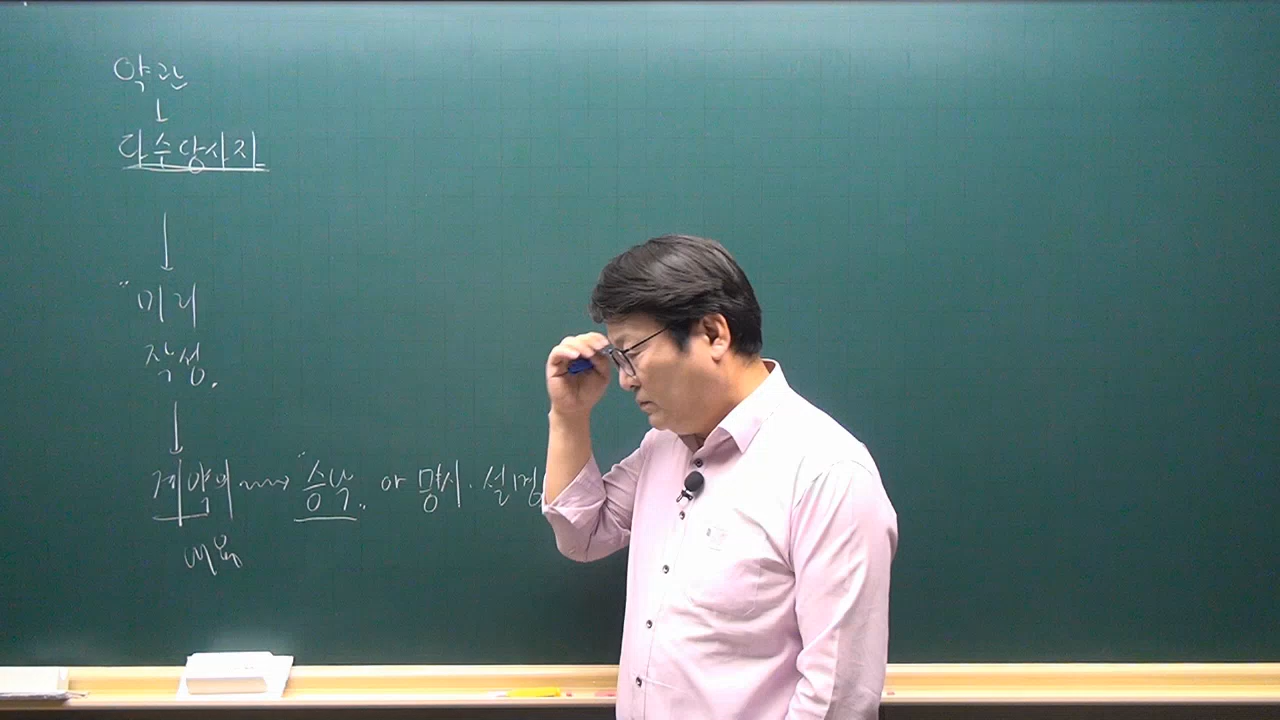 약관
↓
다수당사자
↓
"미리
작성.
↓
계약의 ~~→ "승낙" or 명시·설명
내용